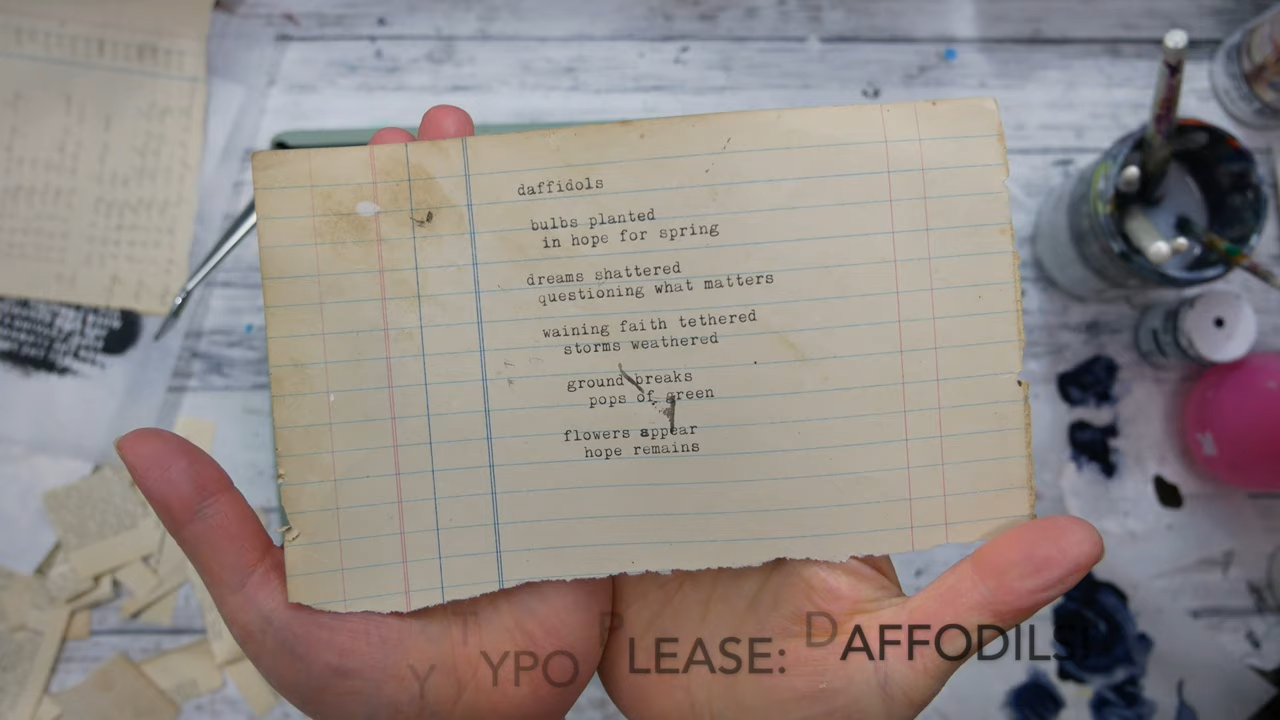 daffidols
bulbs planted
in hope for spring
dreams shattered
questioning what matters
waining faith tethered
storms weathered
ground breaks
pops of green
flowers appear
hope remains
LEASE: DAFFODILS!